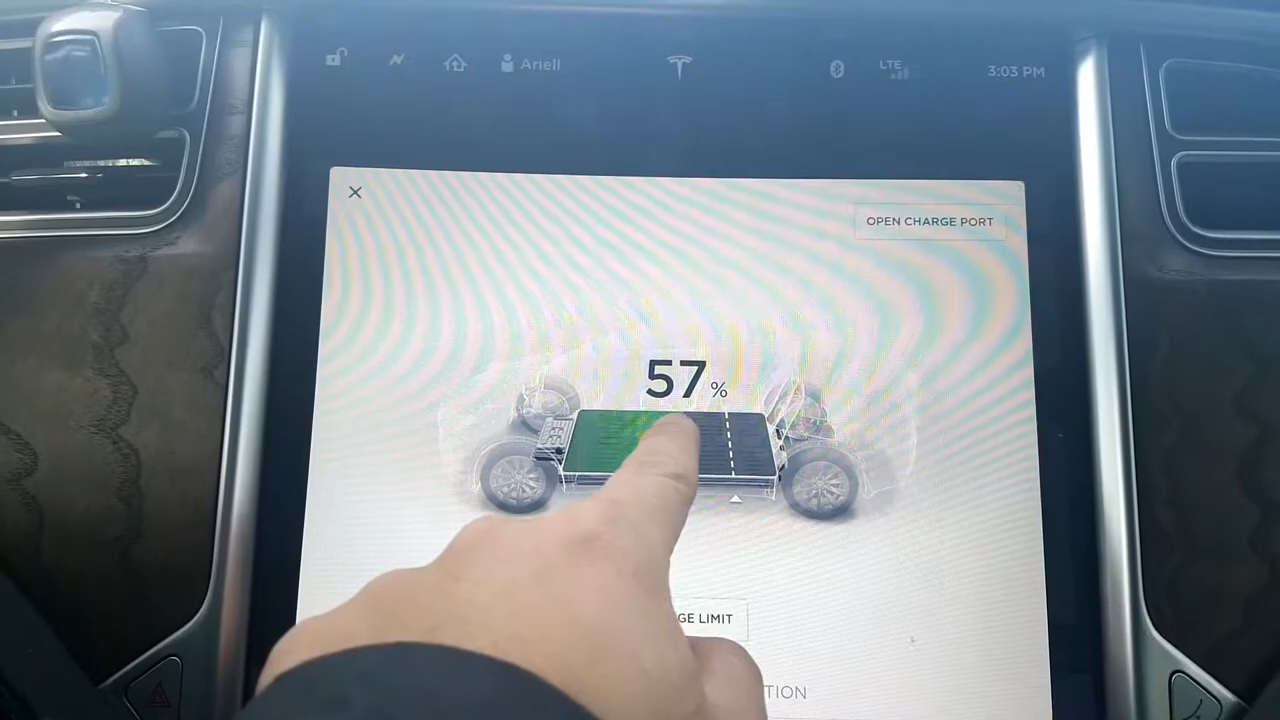 Ariell
LTE
3:03 PM
OPEN CHARGE PORT
57 %
GE LIMIT
TION